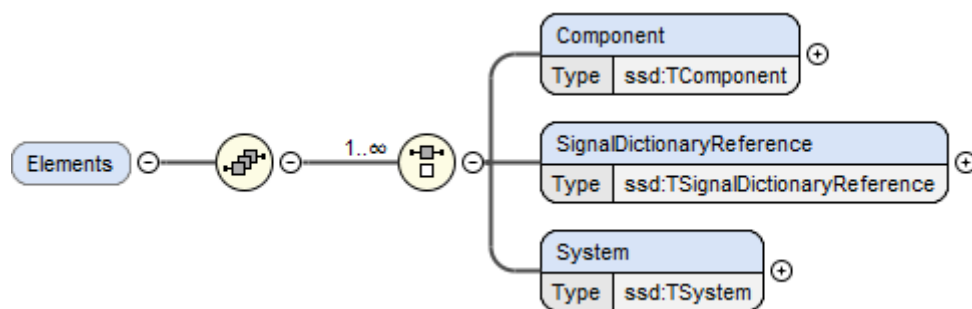 Component
Type ssd:TComponent
Elements
1..∞
SignalDictionaryReference
Type ssd:TSignalDictionaryReference
System
Type ssd:TSystem